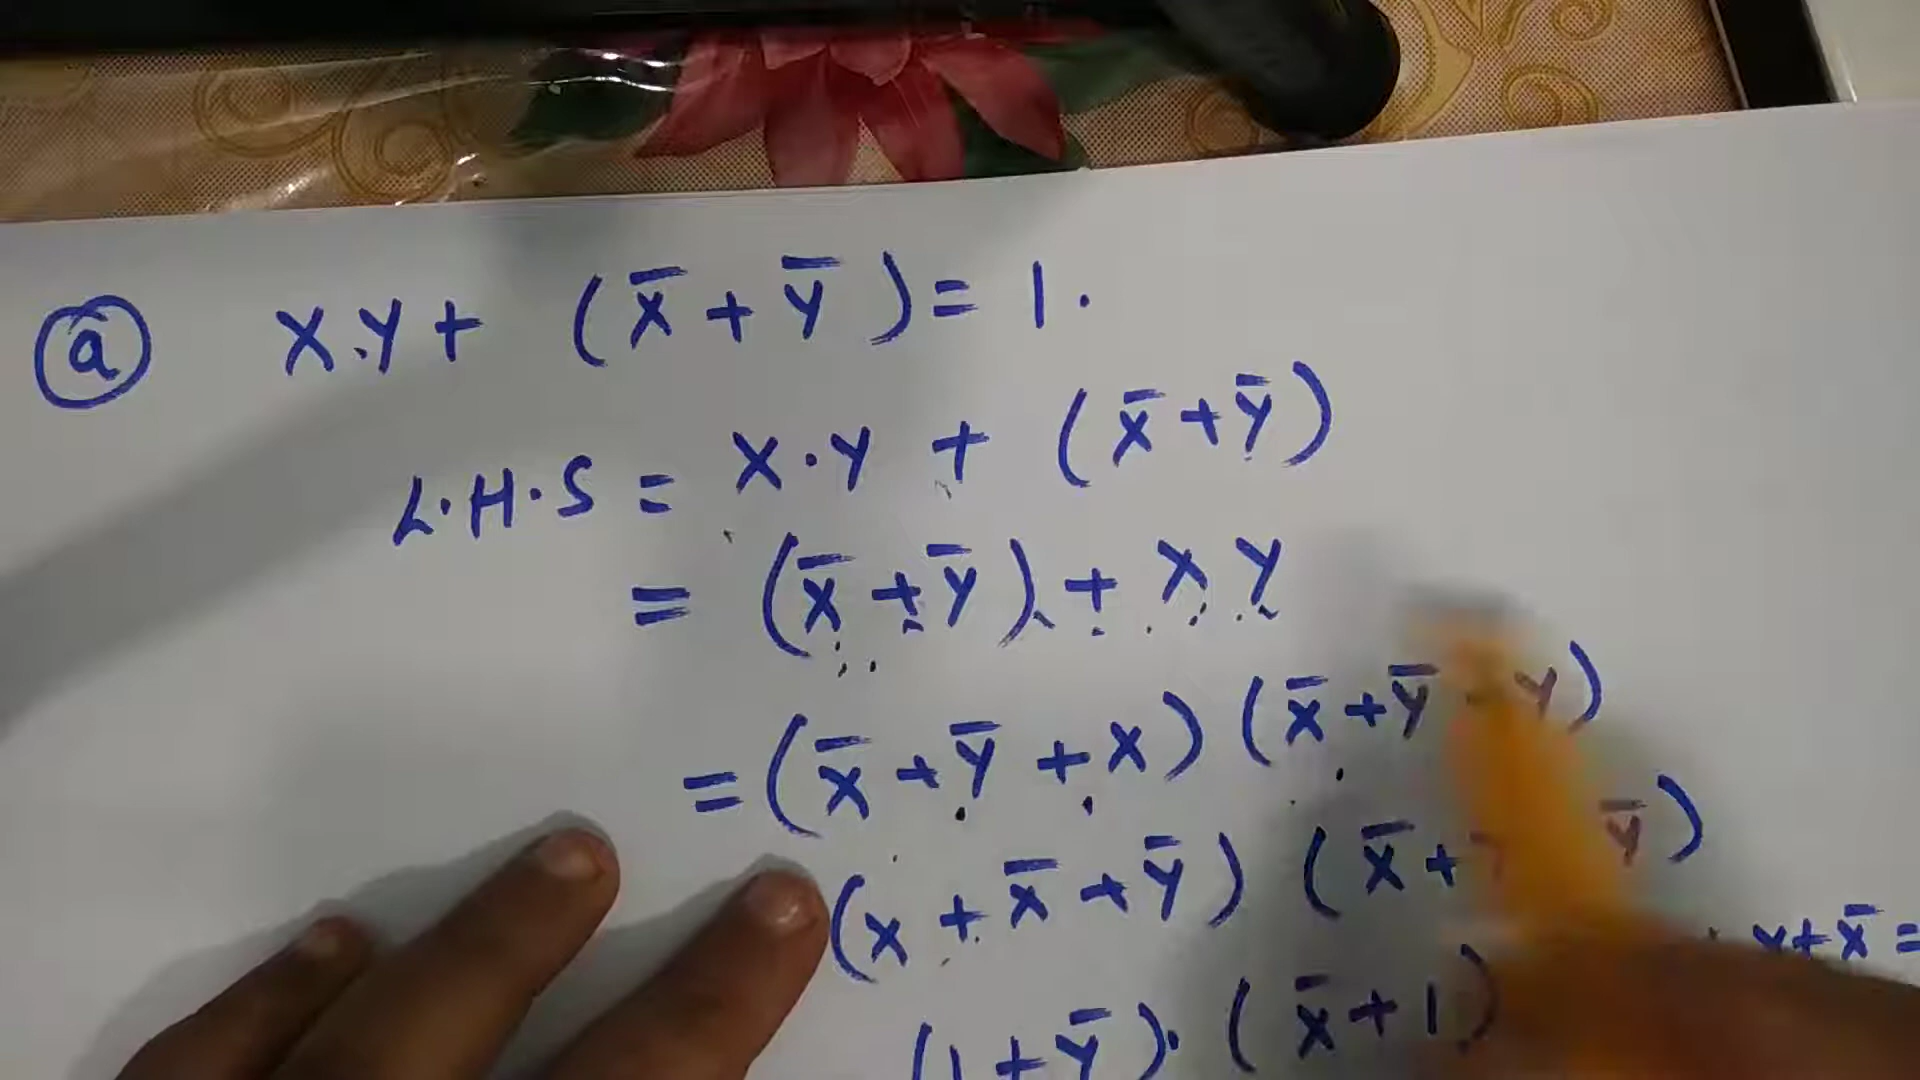 (a) X.Y + (X̅ + Y̅) = 1.
L.H.S = X.Y + (X̅ + Y̅)
= (X̅ + Y̅) + X Y
= (X̅ + Y̅ + X) (X̅ + Y̅ + Y)
(X + X̅ + Y̅) (X̅ + Y̅)
X + X̅ =
(1 + Y̅) . (X̅ + 1)